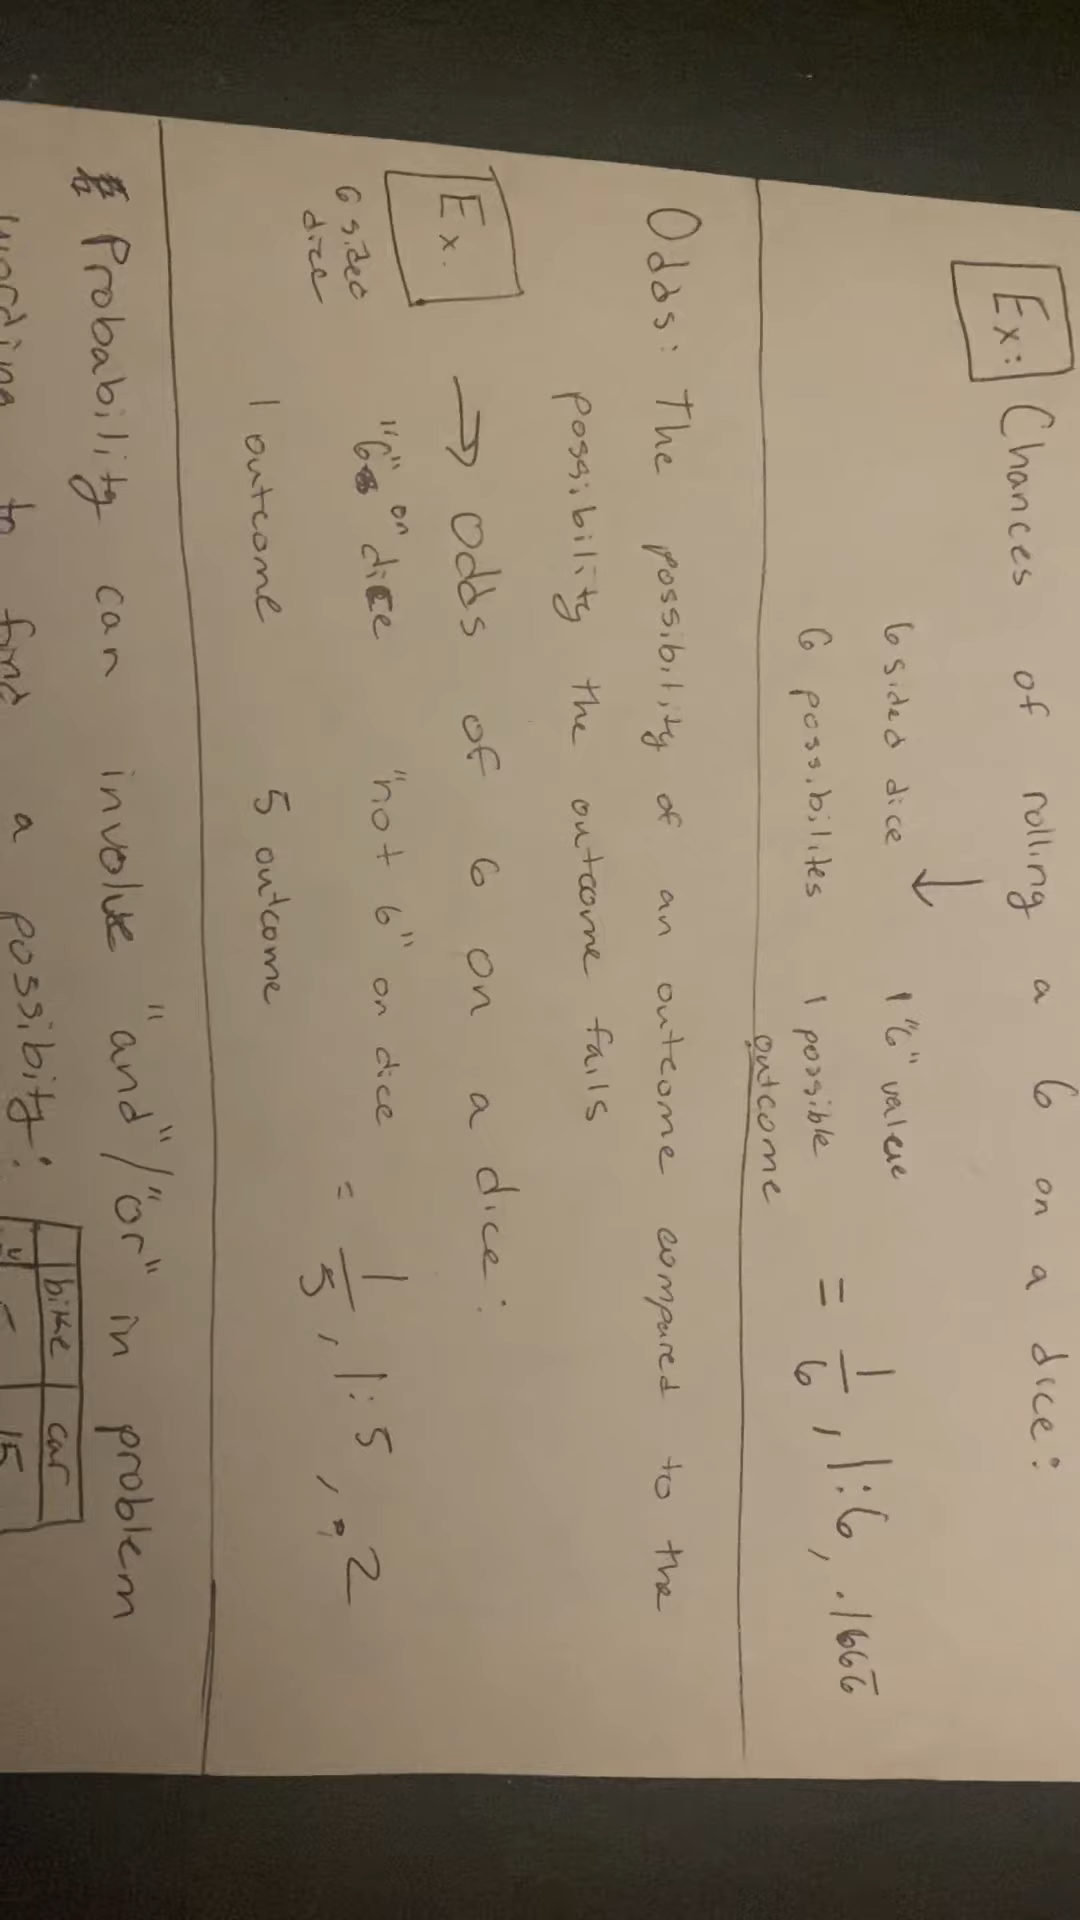 Ex: Chances of rolling a 6 on a dice:
6 sided dice → 1 "6" value
6 possibilites 1 possible outcome = 1/6, 1:6, .1666
Odds: The possibility of an outcome compared to the
possibility the outcome fails
Ex. → Odds of 6 on a dice:
6 sided dice
"6" on dice "not 6" on dice
1 outcome 5 outcome = 1/5, 1:5, .2
Probability can involve "and"/"or" in problem
wording to find a possibity:
bike car
15